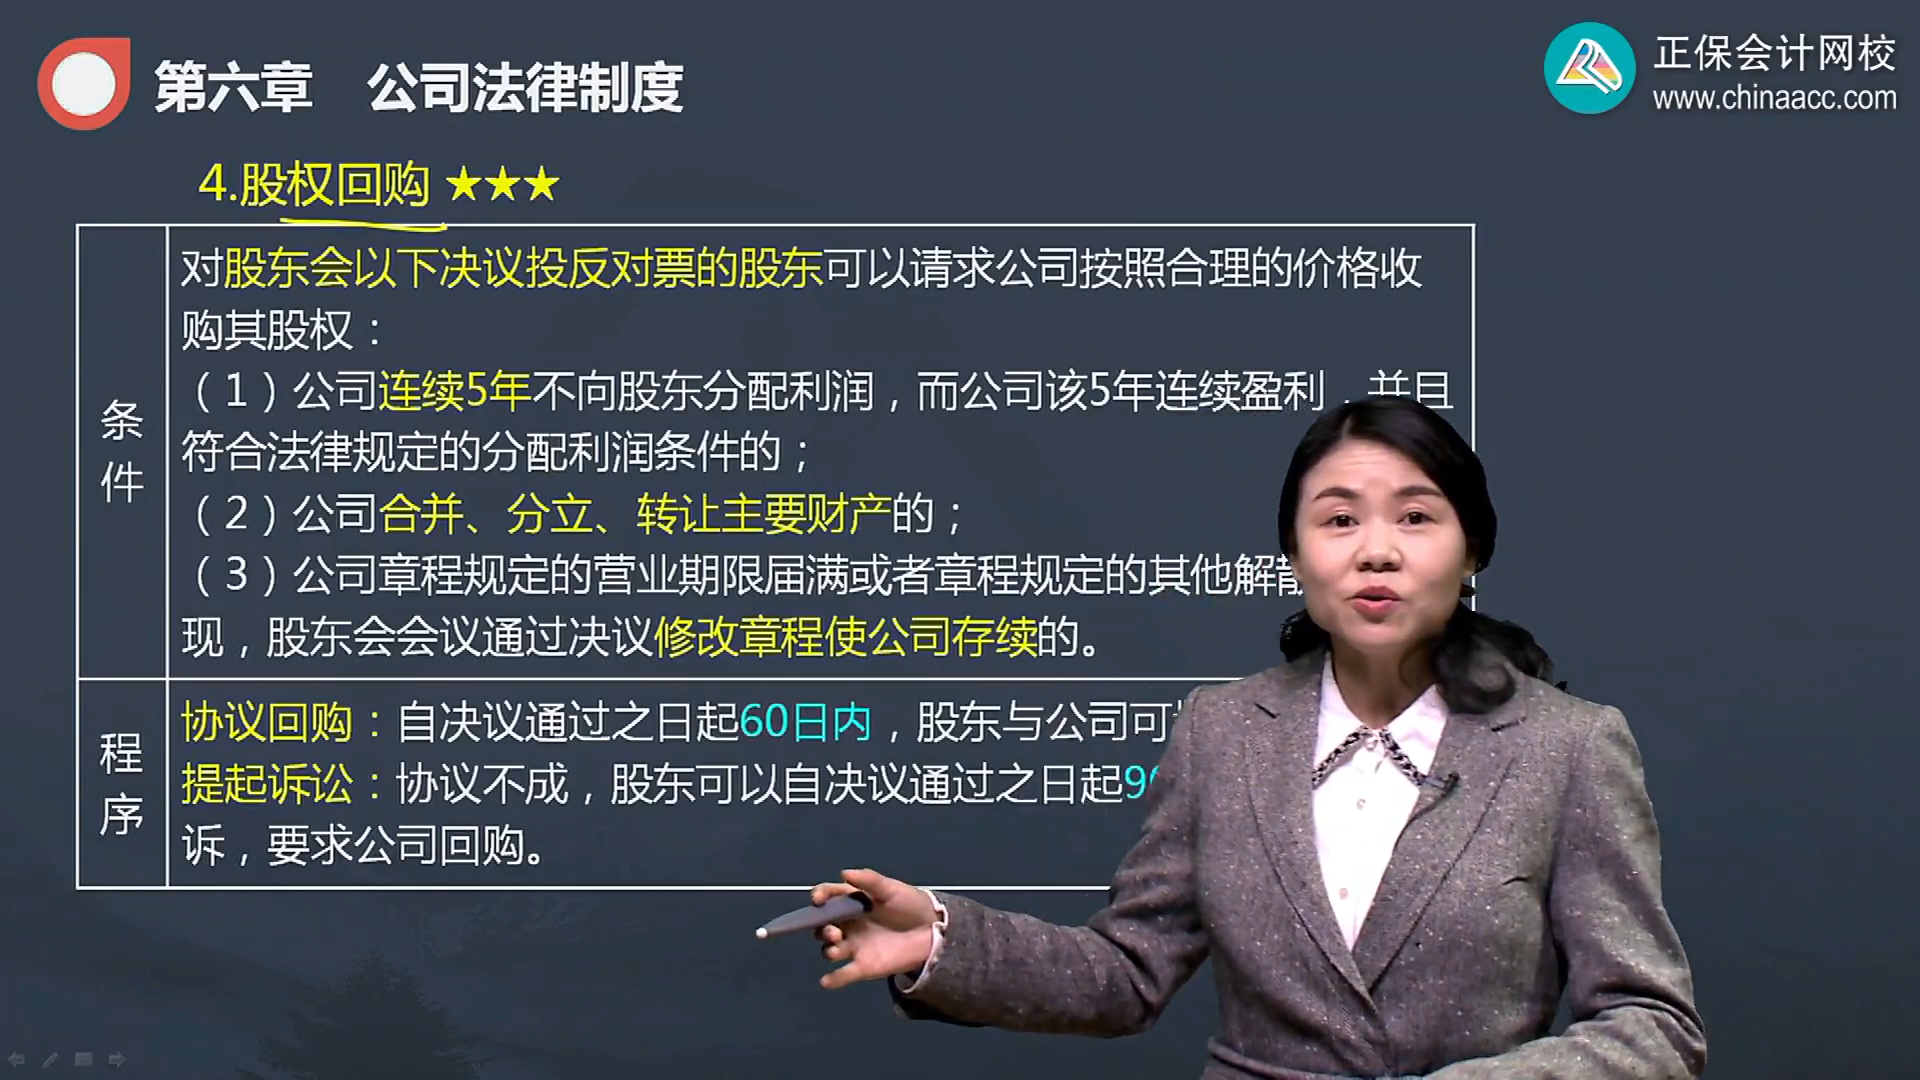 第六章 公司法律制度
正保会计网校
www.chinaacc.com
4.股权回购 ★★★
条件
对股东会以下决议投反对票的股东可以请求公司按照合理的价格收
购其股权：
（1）公司连续5年不向股东分配利润，而公司该5年连续盈利，并且
符合法律规定的分配利润条件的；
（2）公司合并、分立、转让主要财产的；
（3）公司章程规定的营业期限届满或者章程规定的其他解散
现，股东会会议通过决议修改章程使公司存续的。
程序
协议回购：自决议通过之日起60日内，股东与公司可
提起诉讼：协议不成，股东可以自决议通过之日起9
诉，要求公司回购。